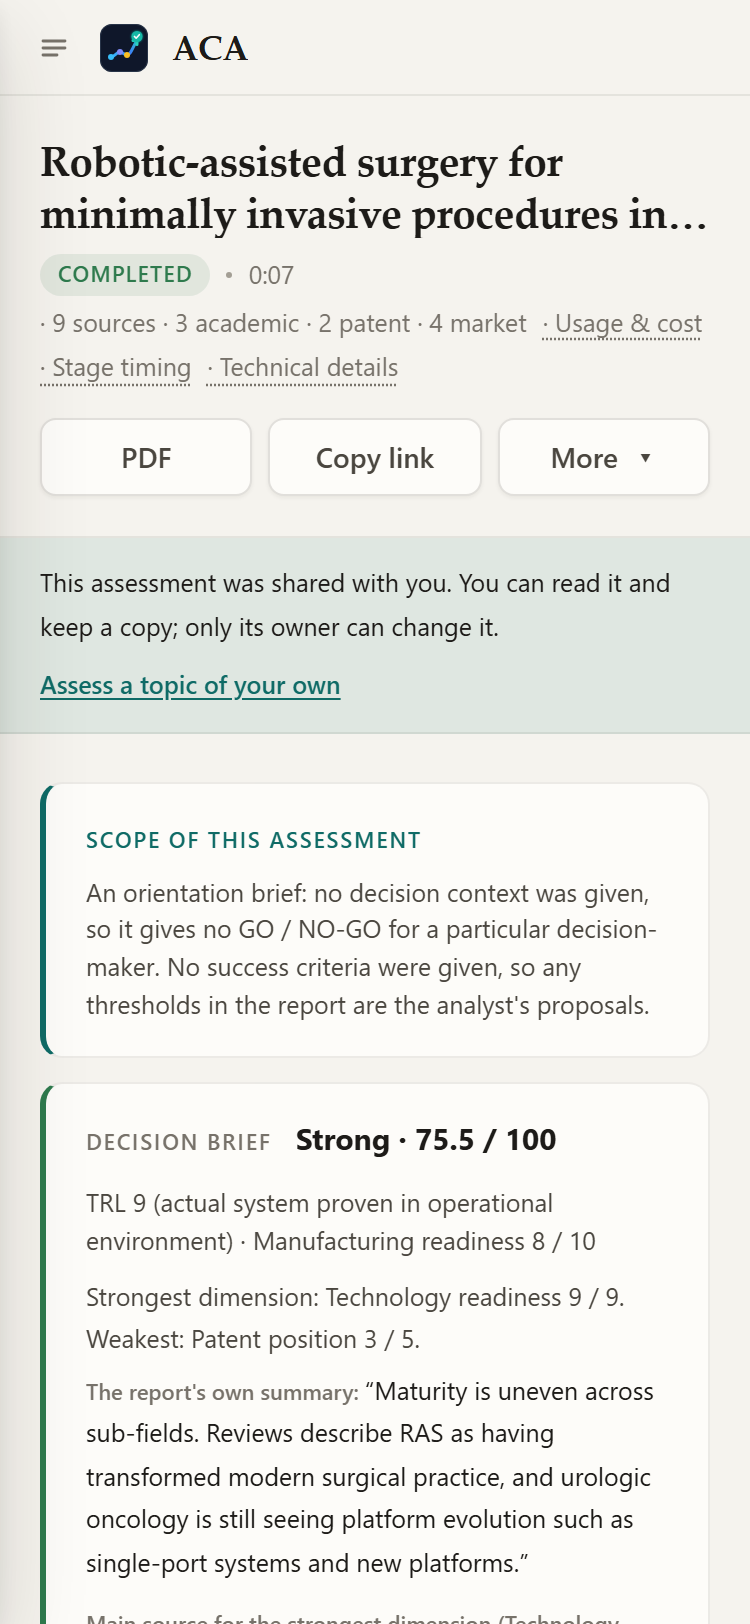 ACA
Robotic-assisted surgery for
minimally invasive procedures in…
COMPLETED • 0:07
· 9 sources · 3 academic · 2 patent · 4 market · Usage & cost
· Stage timing · Technical details
PDF Copy link More ▼
This assessment was shared with you. You can read it and
keep a copy; only its owner can change it.
Assess a topic of your own
SCOPE OF THIS ASSESSMENT
An orientation brief: no decision context was given,
so it gives no GO / NO-GO for a particular decision-
maker. No success criteria were given, so any
thresholds in the report are the analyst's proposals.
DECISION BRIEF Strong · 75.5 / 100
TRL 9 (actual system proven in operational
environment) · Manufacturing readiness 8 / 10
Strongest dimension: Technology readiness 9 / 9.
Weakest: Patent position 3 / 5.
The report's own summary: “Maturity is uneven across
sub-fields. Reviews describe RAS as having
transformed modern surgical practice, and urologic
oncology is still seeing platform evolution such as
single-port systems and new platforms.”
Main source for the strongest dimension (Technology